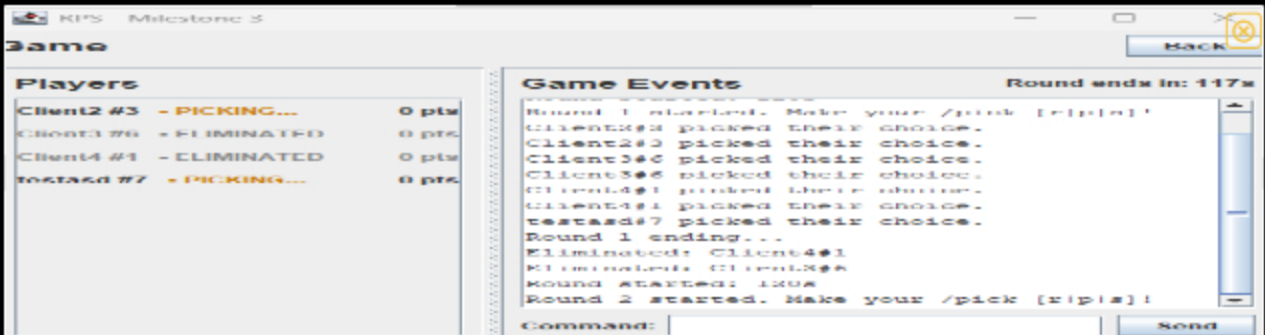 RPS Milestone 3
Game
Back
Players
Client2 #3 - PICKING... 0 pts
Client3 #6 - ELIMINATED 0 pts
Client4 #1 - ELIMINATED 0 pts
testasd #7 - PICKING... 0 pts
Game Events
Round ends in: 117s
Round 1 started. Make your /pick [r|p|s]!
Client2#3 picked their choice.
Client2#3 picked their choice.
Client3#6 picked their choice.
Client3#6 picked their choice.
Client4#1 picked their choice.
Client4#1 picked their choice.
testasd#7 picked their choice.
Round 1 ending...
Eliminated: Client4#1
Eliminated: Client3#6
Round started: 120s
Round 2 started. Make your /pick [r|p|s]!
Command:
Send